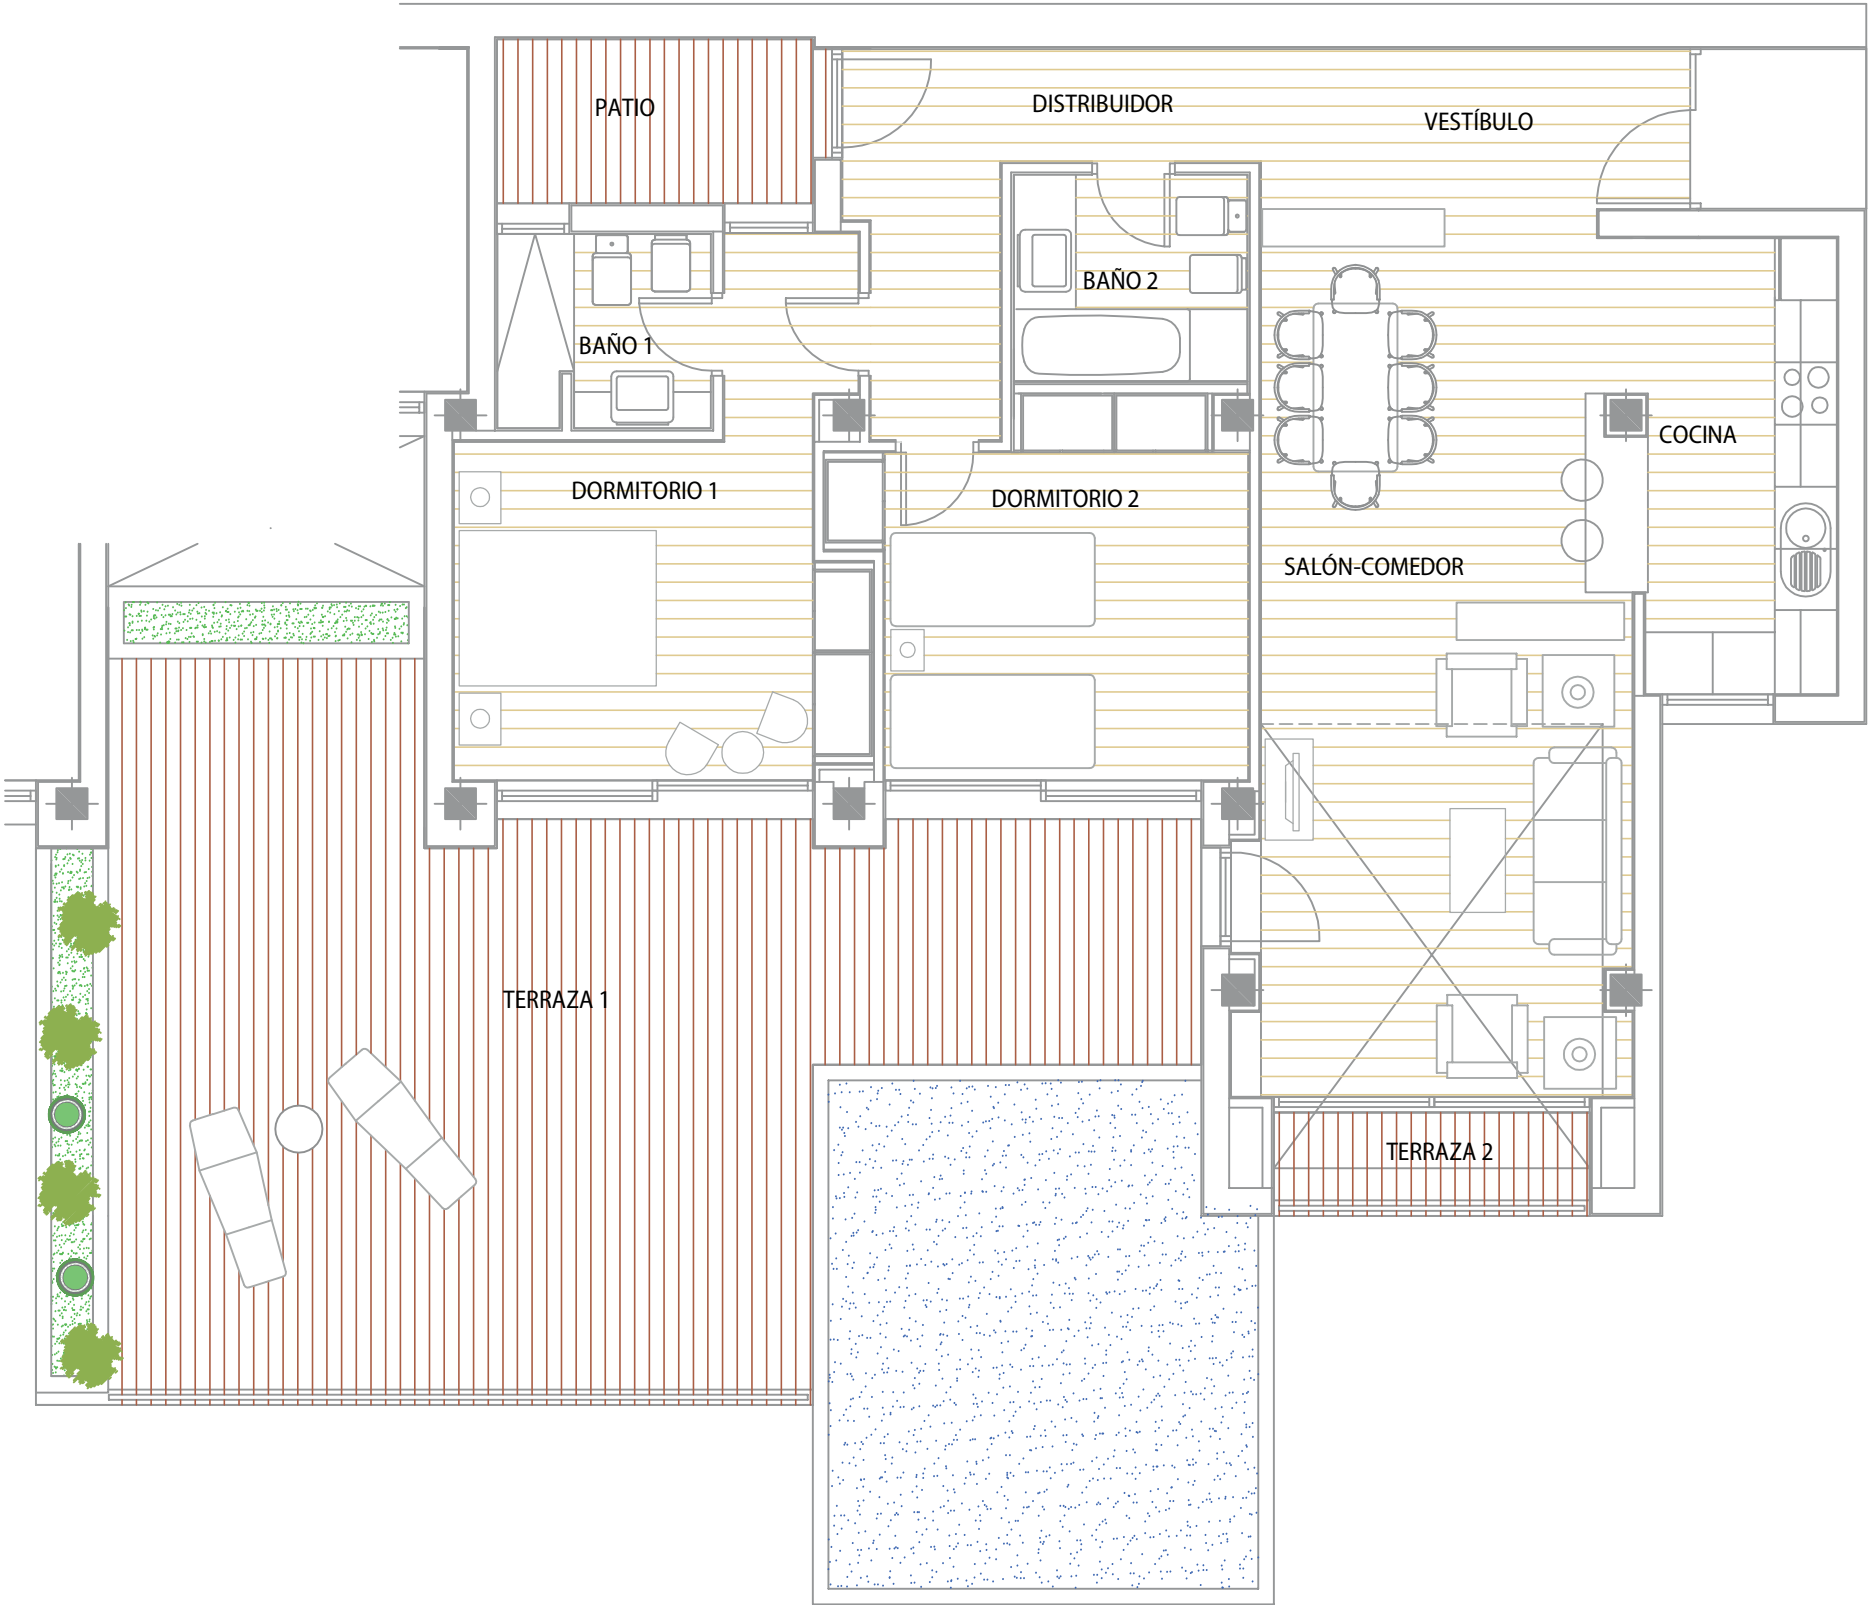 PATIO
DISTRIBUIDOR
VESTÍBULO
BAÑO 2
BAÑO 1
COCINA
DORMITORIO 1
DORMITORIO 2
SALÓN-COMEDOR
TERRAZA 1
TERRAZA 2